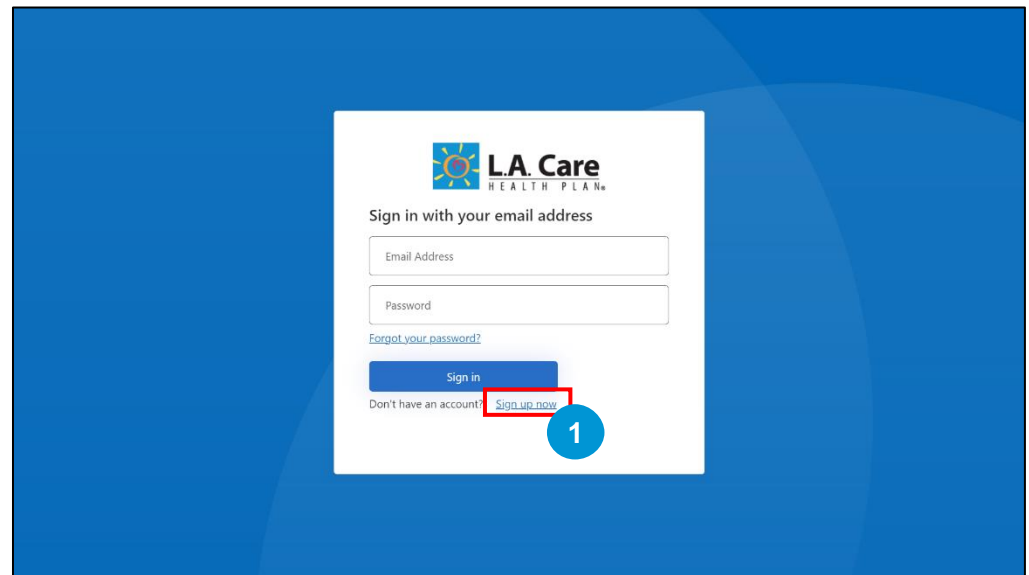 L.A. Care
HEALTH PLAN®
Sign in with your email address
Email Address
Password
Forgot your password?
Sign in
Don't have an account? Sign up now
1